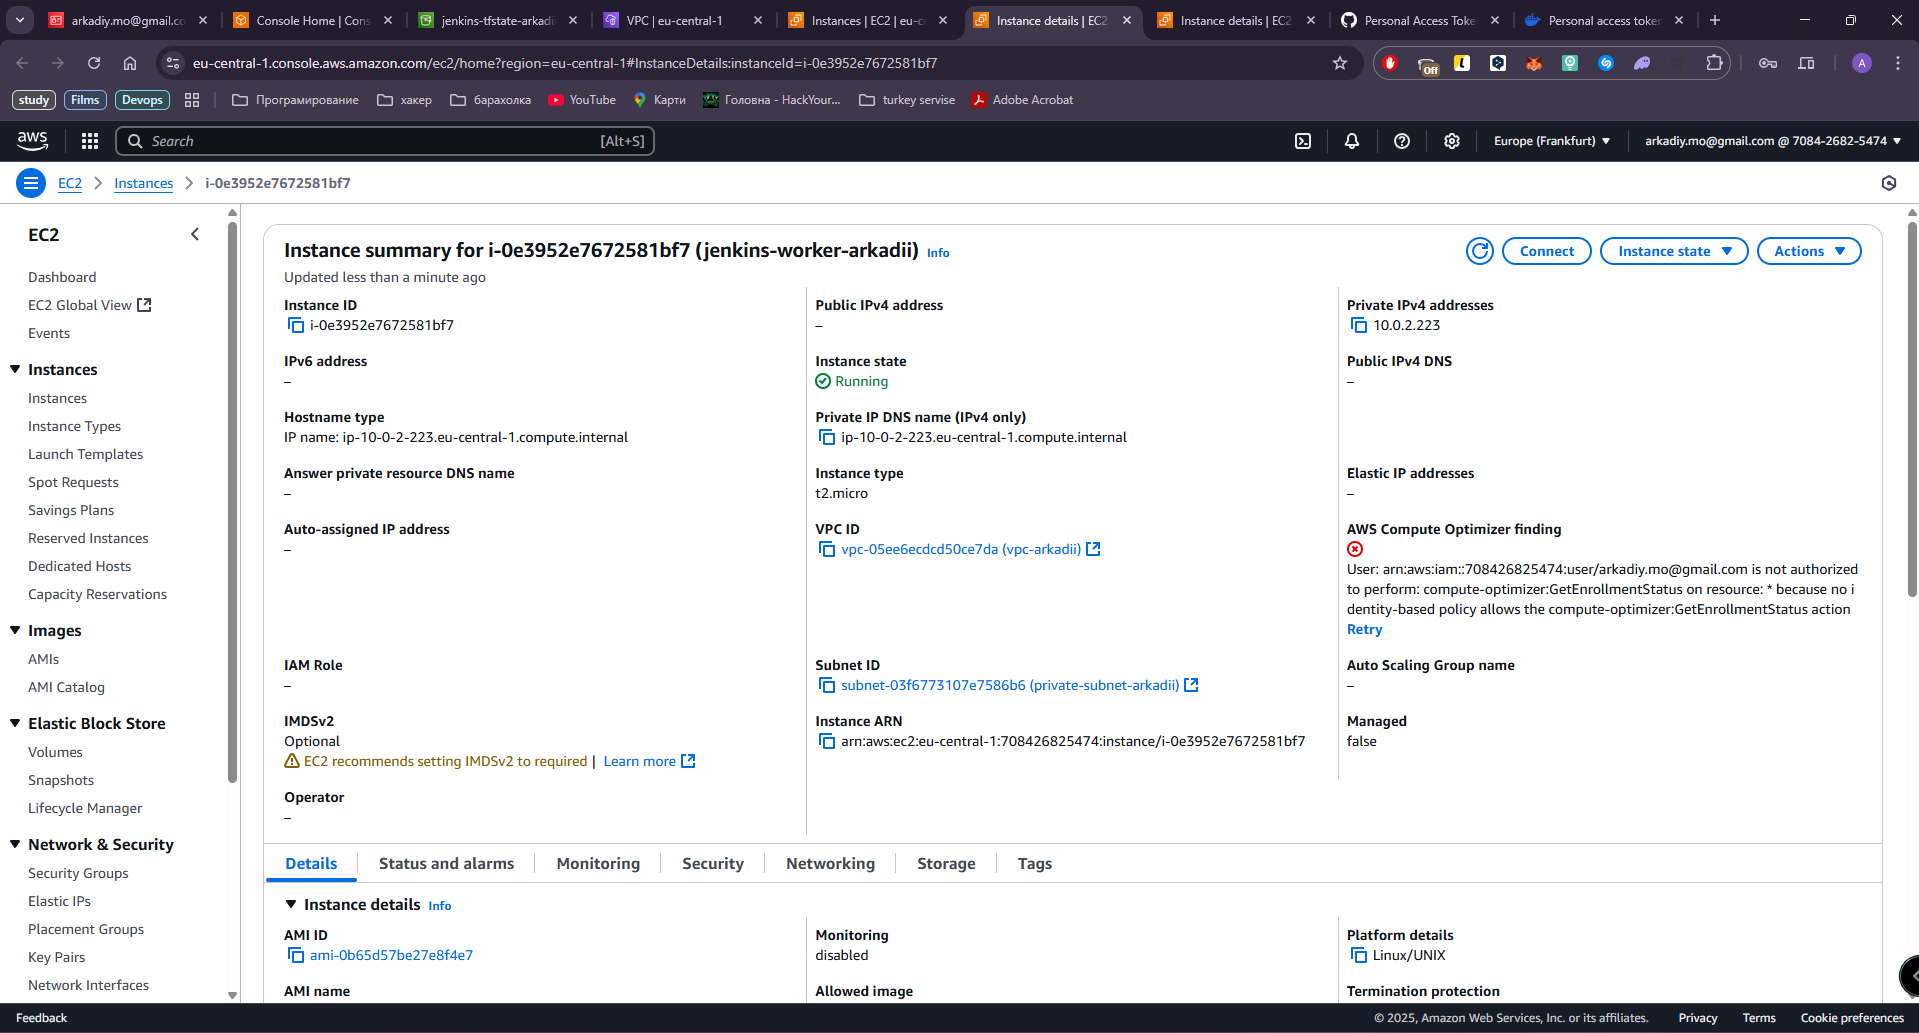 arkadiy.mo@gmail.co
Console Home | Cons
jenkins-tfstate-arkadi
VPC | eu-central-1
Instances | EC2 | eu-c
Instance details | EC2
Instance details | EC2
Personal Access Toke
Personal access token
eu-central-1.console.aws.amazon.com/ec2/home?region=eu-central-1#InstanceDetails:instanceId=i-0e3952e7672581bf7
Off
A
study
Films
Devops
Програмирование
хакер
барахолка
YouTube
Карти
Головна - HackYour...
turkey servise
Adobe Acrobat
aws
Search
[Alt+S]
Europe (Frankfurt)
arkadiy.mo@gmail.com @ 7084-2682-5474
EC2
Instances
i-0e3952e7672581bf7
EC2
Dashboard
EC2 Global View
Events
Instances
Instances
Instance Types
Launch Templates
Spot Requests
Savings Plans
Reserved Instances
Dedicated Hosts
Capacity Reservations
Images
AMIs
AMI Catalog
Elastic Block Store
Volumes
Snapshots
Lifecycle Manager
Network & Security
Security Groups
Elastic IPs
Placement Groups
Key Pairs
Network Interfaces
Instance summary for i-0e3952e7672581bf7 (jenkins-worker-arkadii) Info
Updated less than a minute ago
Connect
Instance state
Actions
Instance ID
i-0e3952e7672581bf7
Public IPv4 address
–
Private IPv4 addresses
10.0.2.223
IPv6 address
–
Instance state
Running
Public IPv4 DNS
–
Hostname type
IP name: ip-10-0-2-223.eu-central-1.compute.internal
Private IP DNS name (IPv4 only)
ip-10-0-2-223.eu-central-1.compute.internal
Answer private resource DNS name
–
Instance type
t2.micro
Elastic IP addresses
–
Auto-assigned IP address
–
VPC ID
vpc-05ee6ecdcd50ce7da (vpc-arkadii)
AWS Compute Optimizer finding
User: arn:aws:iam::708426825474:user/arkadiy.mo@gmail.com is not authorized
to perform: compute-optimizer:GetEnrollmentStatus on resource: * because no i
dentity-based policy allows the compute-optimizer:GetEnrollmentStatus action
Retry
IAM Role
–
Subnet ID
subnet-03f6773107e7586b6 (private-subnet-arkadii)
Auto Scaling Group name
–
IMDSv2
Optional
EC2 recommends setting IMDSv2 to required | Learn more
Instance ARN
arn:aws:ec2:eu-central-1:708426825474:instance/i-0e3952e7672581bf7
Managed
false
Operator
–
Details
Status and alarms
Monitoring
Security
Networking
Storage
Tags
Instance details Info
AMI ID
ami-0b65d57be27e8f4e7
Monitoring
disabled
Platform details
Linux/UNIX
AMI name
Allowed image
Termination protection
Feedback
© 2025, Amazon Web Services, Inc. or its affiliates.
Privacy
Terms
Cookie preferences